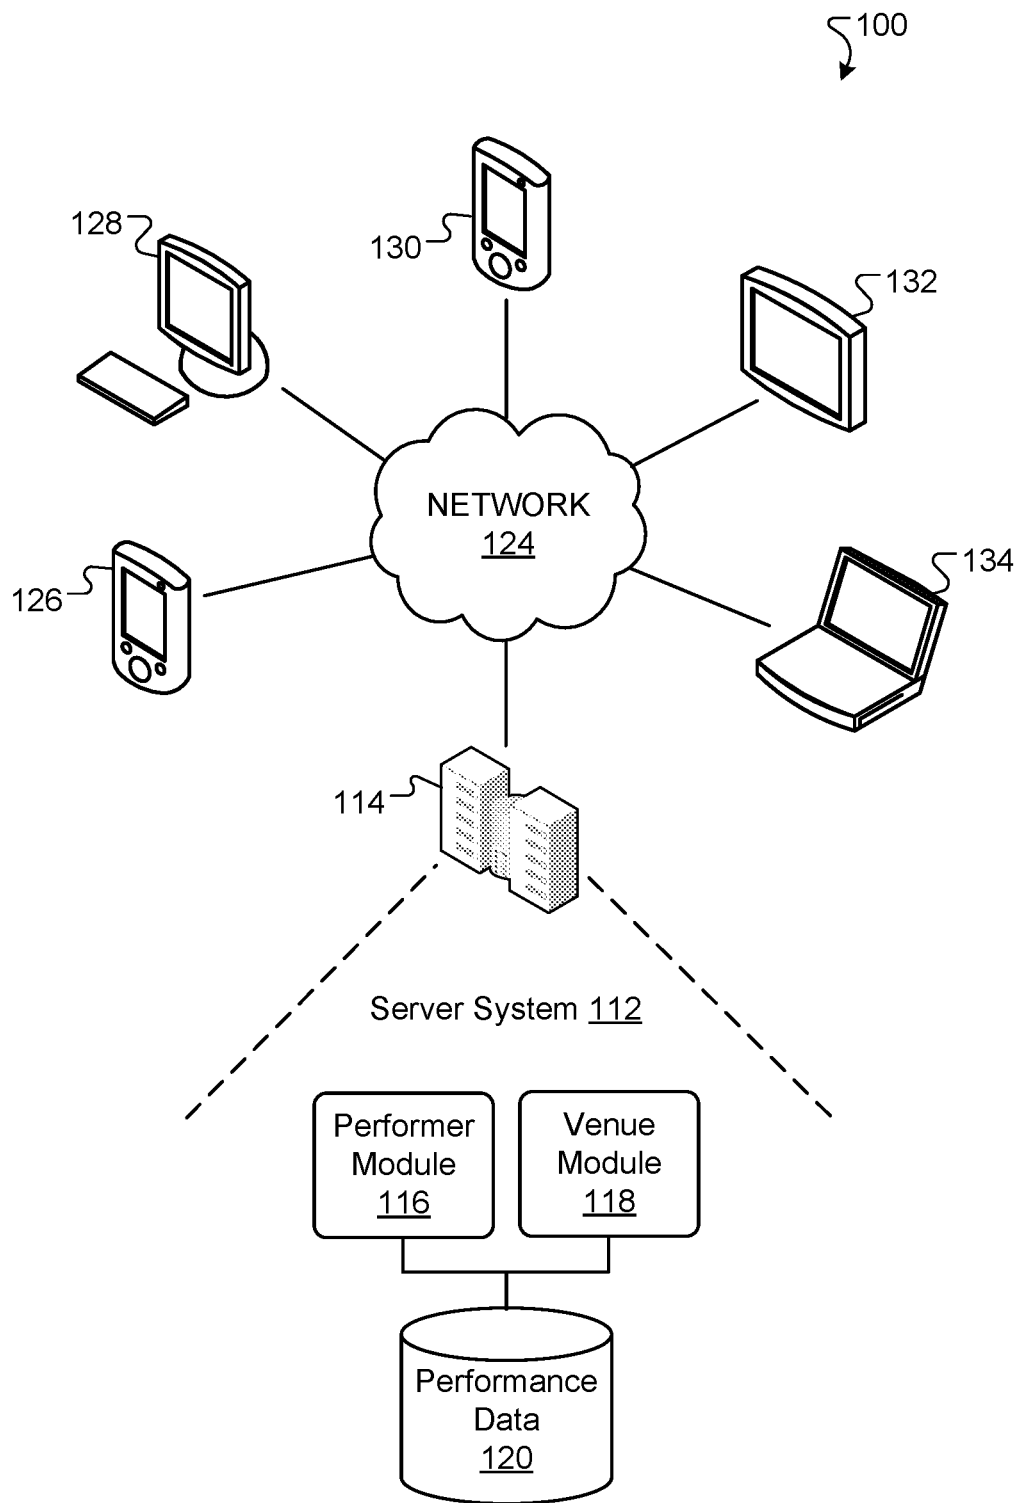 100
128
130
132
NETWORK
124
126
134
114
Server System 112
Performer
Module
116
Venue
Module
118
Performance
Data
120